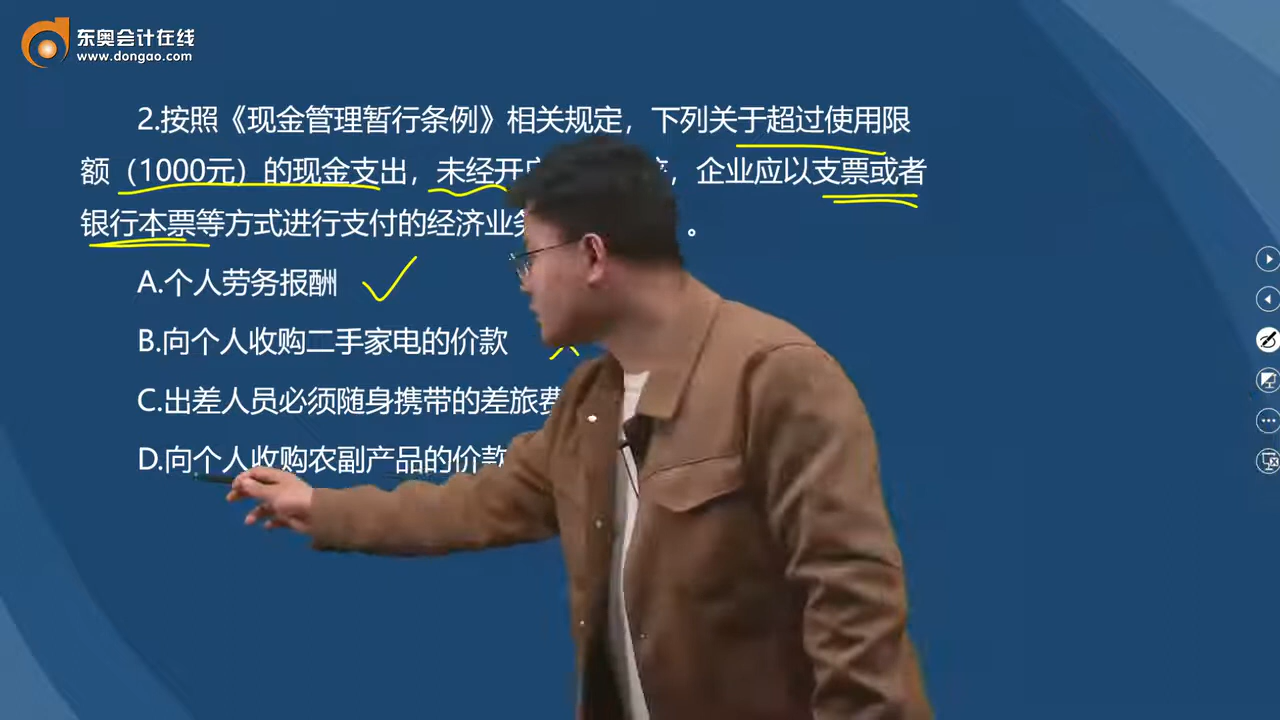 东奥会计在线
www.dongao.com
2.按照《现金管理暂行条例》相关规定，下列关于超过使用限
额（1000元）的现金支出，未经开，企业应以支票或者
银行本票等方式进行支付的经济业务。
A.个人劳务报酬
B.向个人收购二手家电的价款
C.出差人员必须随身携带的差旅费
D.向个人收购农副产品的价款